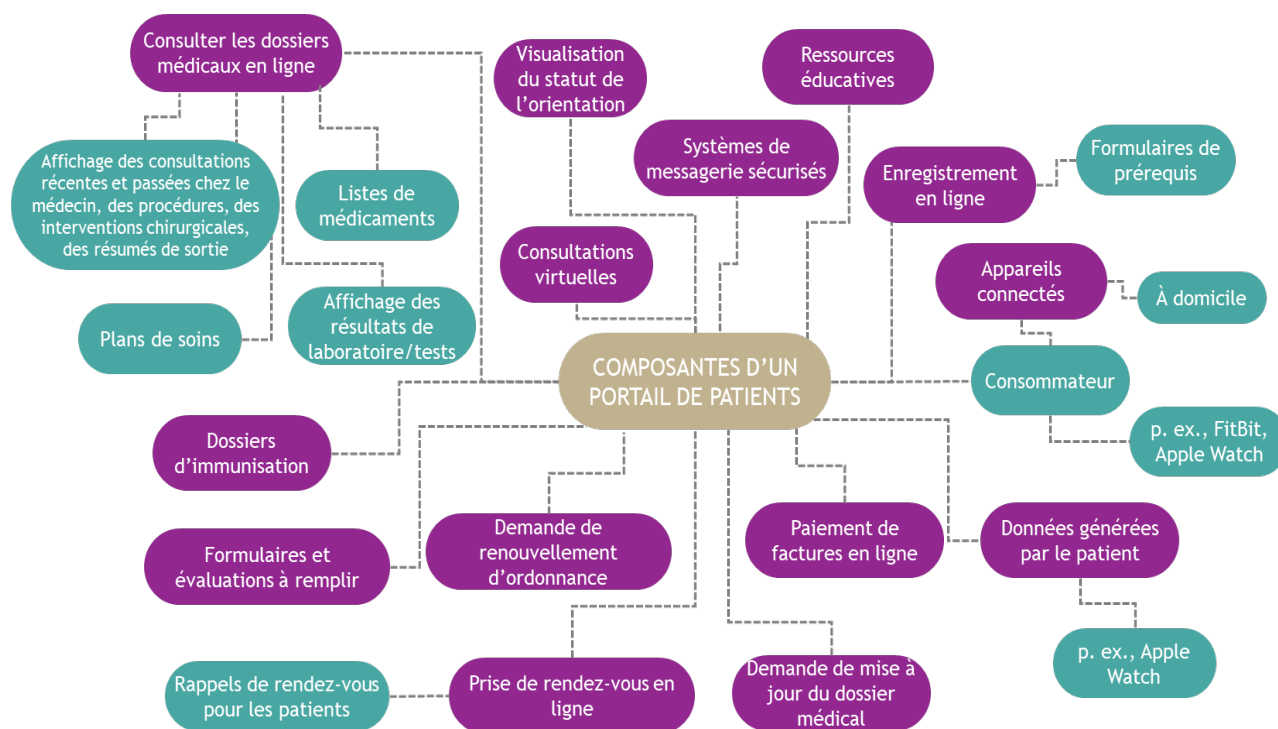 Consulter les dossiers
médicaux en ligne
Visualisation
du statut de
l’orientation
Ressources
éducatives
Systèmes de
messagerie sécurisés
Enregistrement
en ligne
Formulaires de
prérequis
Affichage des consultations
récentes et passées chez le
médecin, des procédures, des
interventions chirurgicales,
des résumés de sortie
Listes de
médicaments
Consultations
virtuelles
Appareils
connectés
À domicile
Plans de soins
Affichage des
résultats de
laboratoire/tests
COMPOSANTES D’UN
PORTAIL DE PATIENTS
Consommateur
p. ex., FitBit,
Apple Watch
Dossiers
d’immunisation
Formulaires et
évaluations à remplir
Demande de
renouvellement
d’ordonnance
Paiement de
factures en ligne
Données générées
par le patient
Rappels de rendez-vous
pour les patients
Prise de rendez-vous en
ligne
Demande de mise à
jour du dossier
médical
p. ex., Apple
Watch